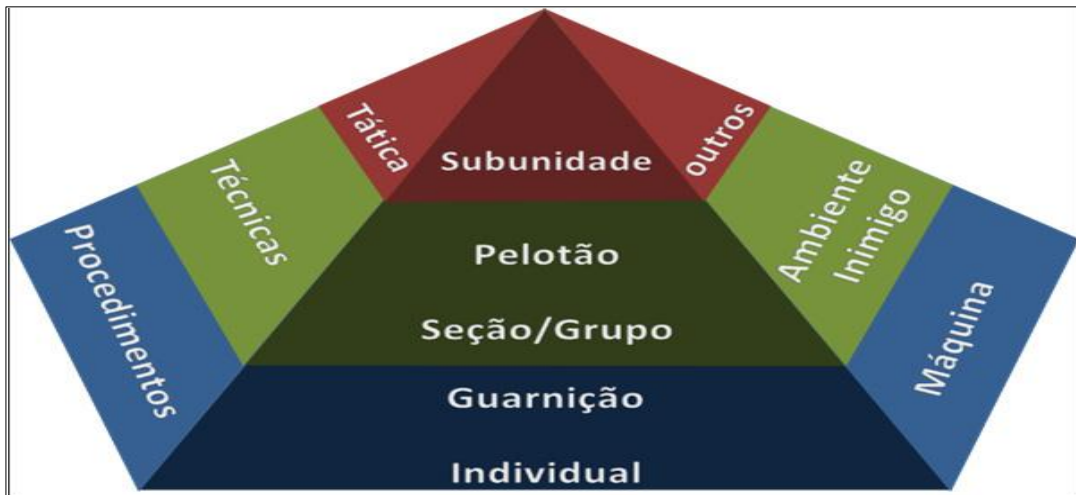 Tática
Subunidade
outros
Técnicas
Pelotão
Seção/Grupo
Ambiente
Inimigo
Procedimentos
Guarnição
Individual
Máquina